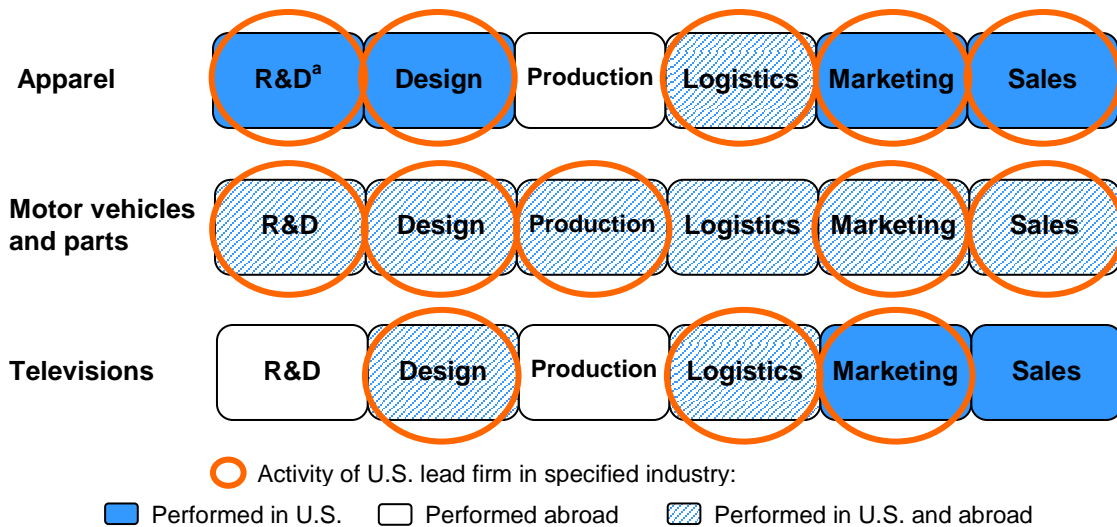 Apparel
R&Dª Design Production Logistics Marketing Sales
Motor vehicles
and parts
R&D Design Production Logistics Marketing Sales
Televisions
R&D Design Production Logistics Marketing Sales
Activity of U.S. lead firm in specified industry:
Performed in U.S. Performed abroad Performed in U.S. and abroad